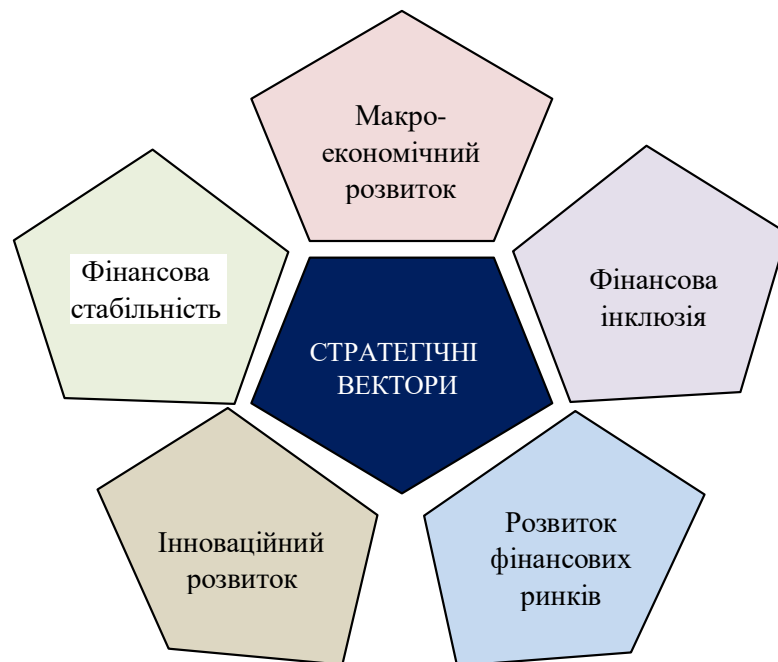 Макро-
економічний
розвиток
Фінансова
стабільність
Фінансова
інклюзія
СТРАТЕГІЧНІ
ВЕКТОРИ
Інноваційний
розвиток
Розвиток
фінансових
ринків